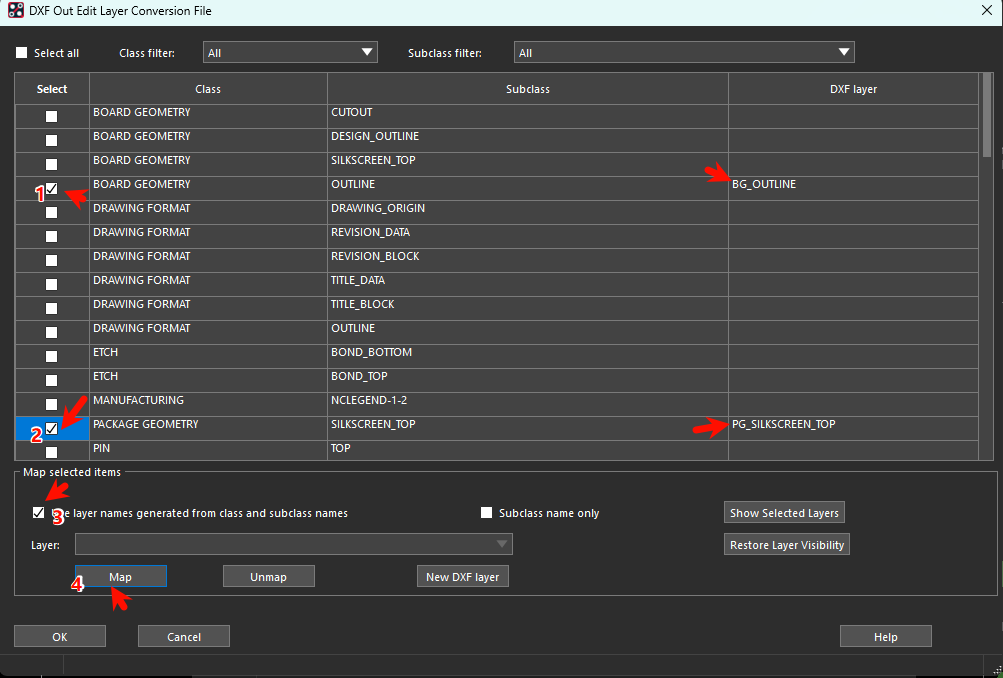 DXF Out Edit Layer Conversion File
Select all Class filter: All Subclass filter: All
Select Class Subclass DXF layer
BOARD GEOMETRY CUTOUT
BOARD GEOMETRY DESIGN_OUTLINE
BOARD GEOMETRY SILKSCREEN_TOP
1 BOARD GEOMETRY OUTLINE BG_OUTLINE
DRAWING FORMAT DRAWING_ORIGIN
DRAWING FORMAT REVISION_DATA
DRAWING FORMAT REVISION_BLOCK
DRAWING FORMAT TITLE_DATA
DRAWING FORMAT TITLE_BLOCK
DRAWING FORMAT OUTLINE
ETCH BOND_BOTTOM
ETCH BOND_TOP
MANUFACTURING NCLEGEND-1-2
2 PACKAGE GEOMETRY SILKSCREEN_TOP PG_SILKSCREEN_TOP
PIN TOP
Map selected items
3 layer names generated from class and subclass names Subclass name only Show Selected Layers
Layer: Restore Layer Visibility
4 Map Unmap New DXF layer
OK Cancel Help